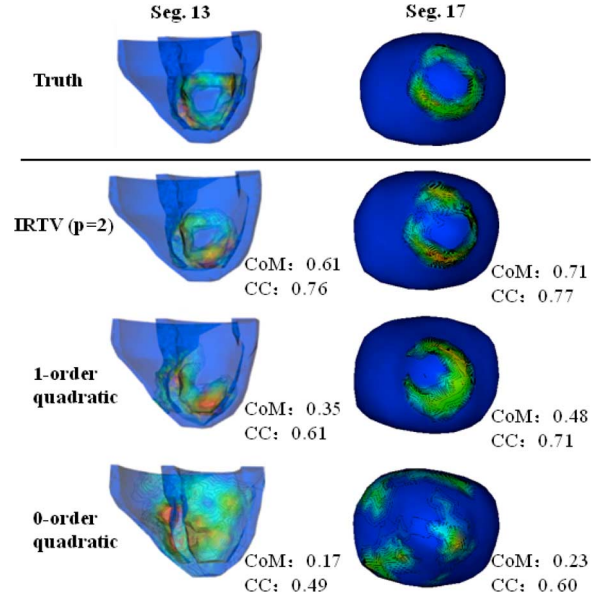 Seg. 13
Seg. 17
Truth
IRTV (p=2)
CoM：0.61
CC：0.76
CoM：0.71
CC：0.77
1-order
quadratic
CoM：0.35
CC：0.61
CoM：0.48
CC：0.71
0-order
quadratic
CoM：0.17
CC：0.49
CoM：0.23
CC：0.60